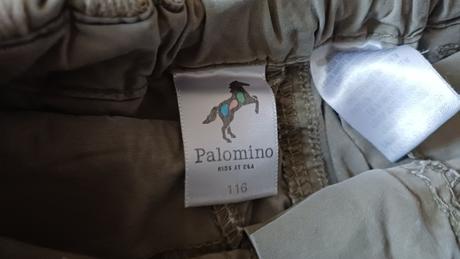 Palomino
KIDS AT C&A
116